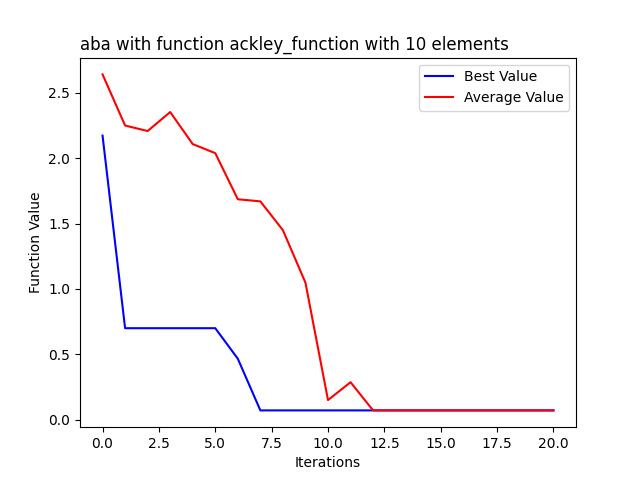 aba with function ackley_function with 10 elements
Best Value
Average Value
Function Value
2.5
2.0
1.5
1.0
0.5
0.0
0.0 2.5 5.0 7.5 10.0 12.5 15.0 17.5 20.0
Iterations